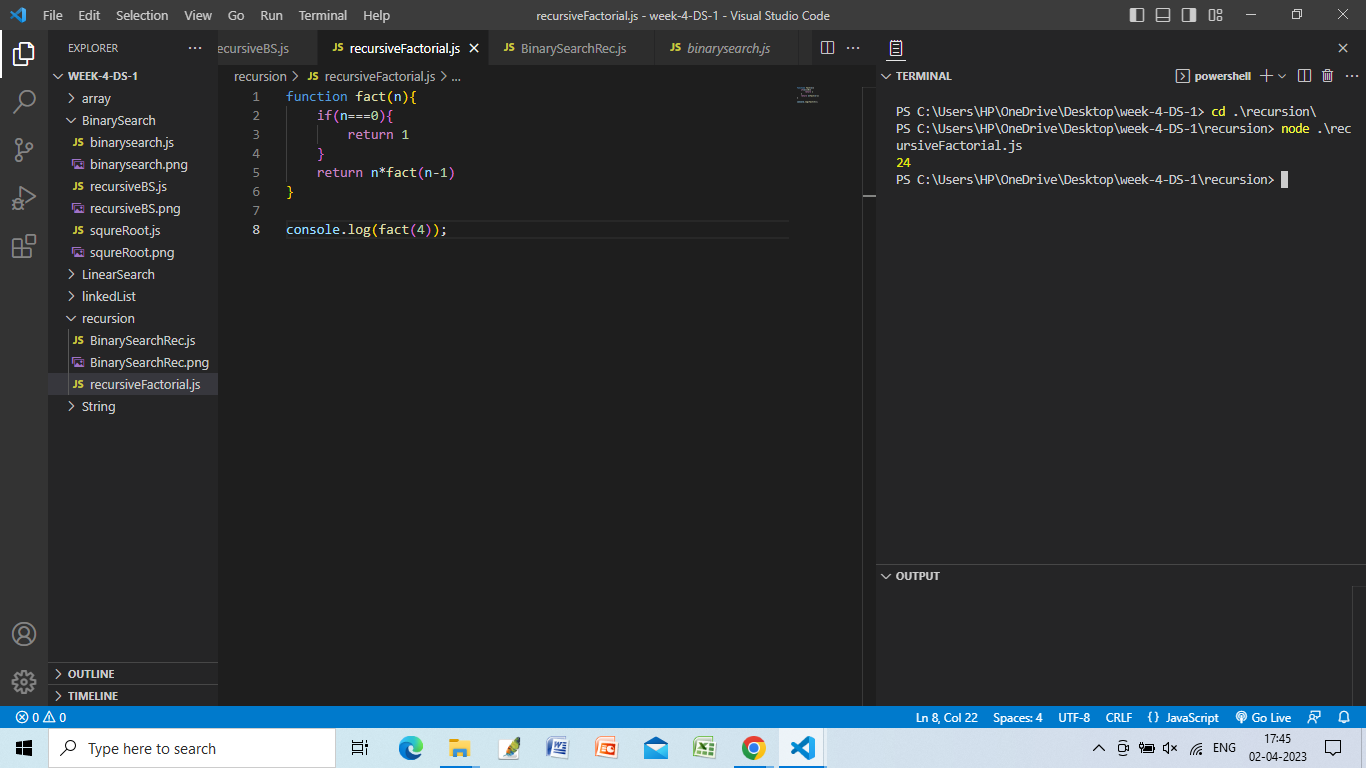 File Edit Selection View Go Run Terminal Help
recursiveFactorial.js - week-4-DS-1 - Visual Studio Code
EXPLORER
WEEK-4-DS-1
array
BinarySearch
JS binarysearch.js
binarysearch.png
JS recursiveBS.js
recursiveBS.png
JS squreRoot.js
squreRoot.png
LinearSearch
linkedList
recursion
JS BinarySearchRec.js
BinarySearchRec.png
JS recursiveFactorial.js
String
OUTLINE
TIMELINE
ecursiveBS.js JS recursiveFactorial.js JS BinarySearchRec.js JS binarysearch.js
recursion > JS recursiveFactorial.js > ...
1 function fact(n){
2 if(n===0){
3 return 1
4 }
5 return n*fact(n-1)
6 }
7
8 console.log(fact(4));
TERMINAL
powershell
PS C:\Users\HP\OneDrive\Desktop\week-4-DS-1> cd .\recursion\
PS C:\Users\HP\OneDrive\Desktop\week-4-DS-1\recursion> node .\rec
ursiveFactorial.js
24
PS C:\Users\HP\OneDrive\Desktop\week-4-DS-1\recursion>
OUTPUT
0 0
Ln 8, Col 22 Spaces: 4 UTF-8 CRLF {} JavaScript Go Live
Type here to search
ENG
17:45
02-04-2023